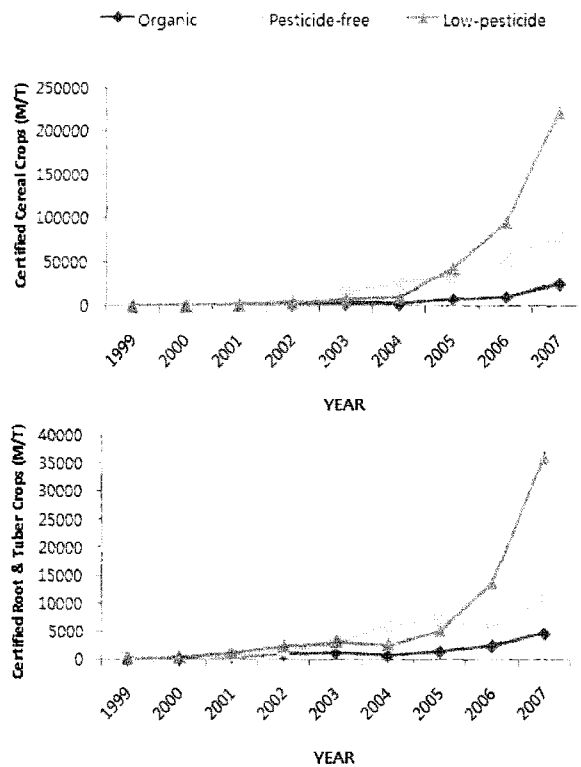 Organic Pesticide-free Low-pesticide
Certified Cereal Crops (M/T)
250000
200000
150000
100000
50000
0
1999 2000 2001 2002 2003 2004 2005 2006 2007
YEAR
Certified Root & Tuber Crops (M/T)
40000
35000
30000
25000
20000
15000
10000
5000
0
1999 2000 2001 2002 2003 2004 2005 2006 2007
YEAR